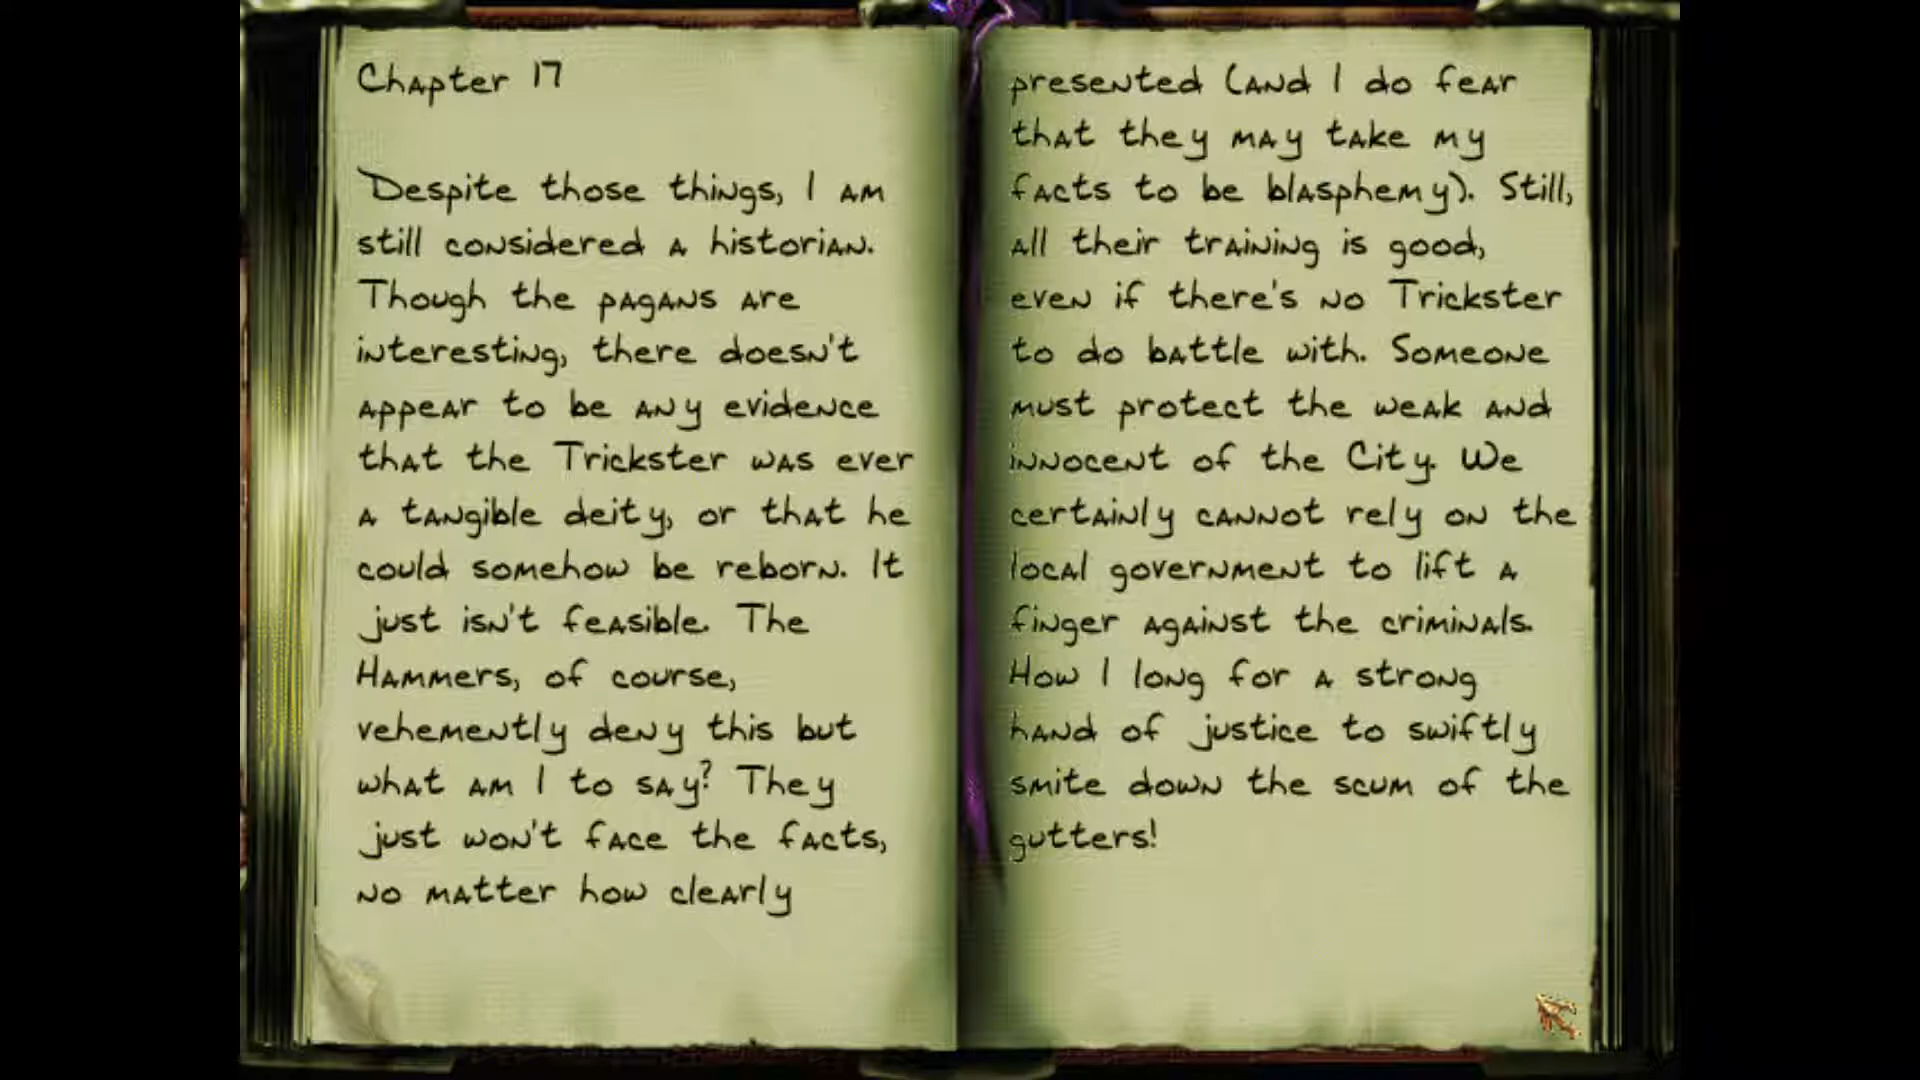 Chapter 17
Despite those things, I am
still considered a historian.
Though the pagans are
interesting, there doesn't
appear to be any evidence
that the Trickster was ever
a tangible deity, or that he
could somehow be reborn. It
just isn't feasible. The
Hammers, of course,
vehemently deny this but
what am I to say? They
just won't face the facts,
no matter how clearly
presented (and I do fear
that they may take my
facts to be blasphemy). Still,
all their training is good,
even if there's no Trickster
to do battle with. Someone
must protect the weak and
innocent of the City. We
certainly cannot rely on the
local government to lift a
finger against the criminals.
How I long for a strong
hand of justice to swiftly
smite down the scum of the
gutters!